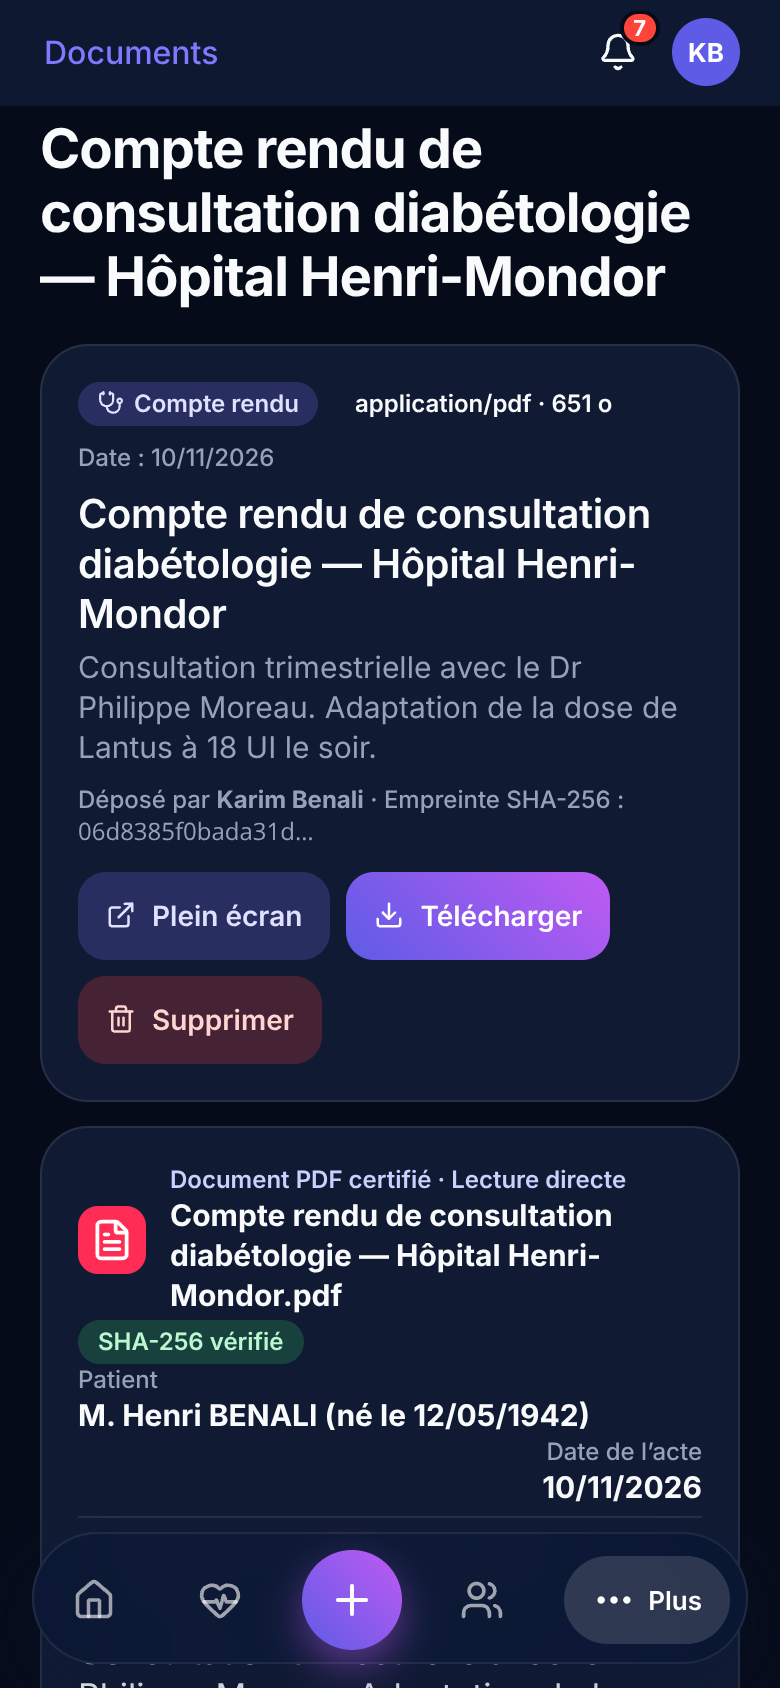 Documents
7
KB
Compte rendu de
consultation diabétologie
— Hôpital Henri-Mondor
Compte rendu
application/pdf · 651 o
Date : 10/11/2026
Compte rendu de consultation
diabétologie — Hôpital Henri-
Mondor
Consultation trimestrielle avec le Dr
Philippe Moreau. Adaptation de la dose de
Lantus à 18 UI le soir.
Déposé par Karim Benali · Empreinte SHA-256 :
06d8385f0bada31d…
Plein écran
Télécharger
Supprimer
Document PDF certifié · Lecture directe
Compte rendu de consultation
diabétologie — Hôpital Henri-
Mondor.pdf
SHA-256 vérifié
Patient
M. Henri BENALI (né le 12/05/1942)
Date de l’acte
10/11/2026
Plus